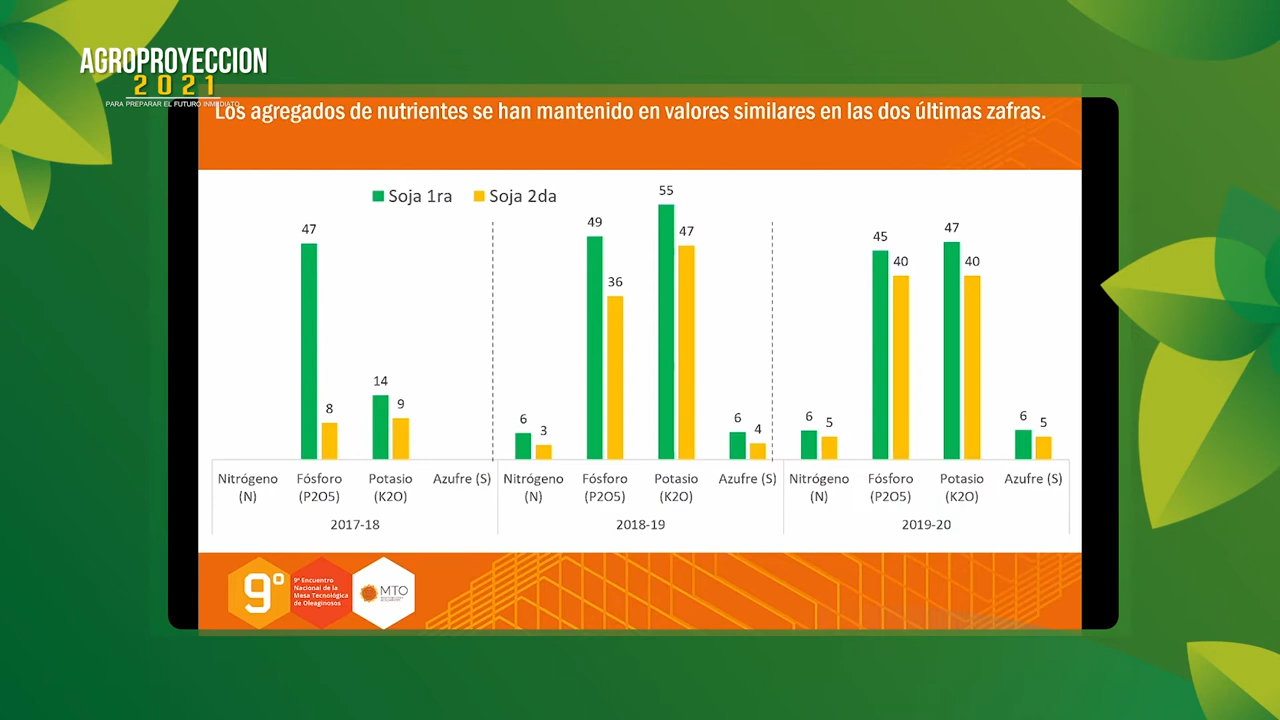 AGROPROYECCION
2021
PARA PREPARAR EL FUTURO INMEDIATO
Los agregados de nutrientes se han mantenido en valores similares en las dos últimas zafras.
Soja 1ra
Soja 2da
47
8
14
9
6
3
49
36
55
47
6
4
6
5
45
40
47
40
6
5
Nitrógeno (N)
Fósforo (P2O5)
Potasio (K2O)
Azufre (S)
Nitrógeno (N)
Fósforo (P2O5)
Potasio (K2O)
Azufre (S)
Nitrógeno (N)
Fósforo (P2O5)
Potasio (K2O)
Azufre (S)
2017-18
2018-19
2019-20
9º
9º Encuentro
Nacional de la
Mesa Tecnológica
de Oleaginosos
MTO